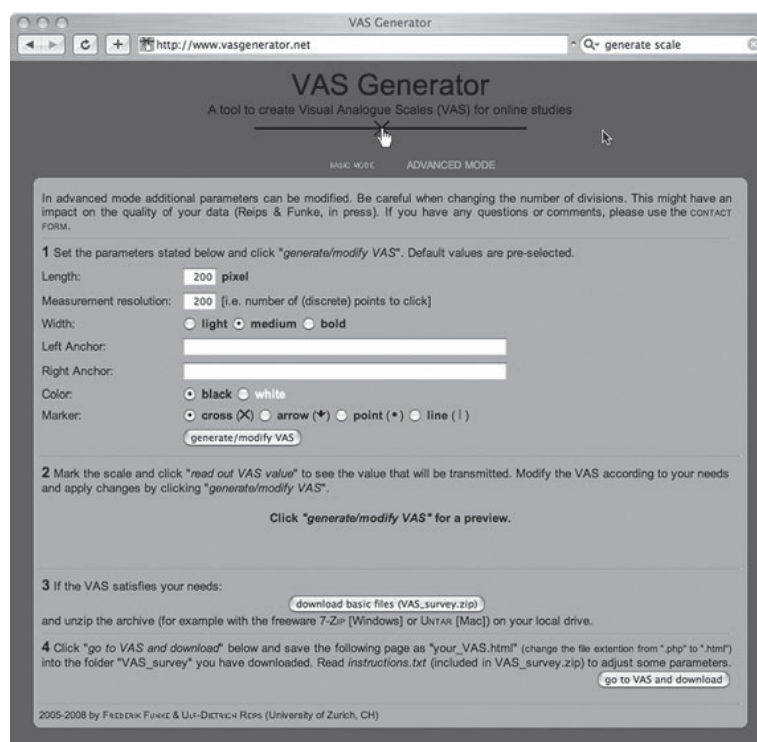 VAS Generator
http://www.vasgenerator.net
generate scale
VAS Generator
A tool to create Visual Analogue Scales (VAS) for online studies
BASIC MODE ADVANCED MODE
In advanced mode additional parameters can be modified. Be careful when changing the number of divisions. This might have an
impact on the quality of your data (Reips & Funke, in press). If you have any questions or comments, please use the CONTACT
FORM.
1 Set the parameters stated below and click "generate/modify VAS". Default values are pre-selected.
Length: 200 pixel
Measurement resolution: 200 [i.e. number of (discrete) points to click]
Width: light medium bold
Left Anchor:
Right Anchor:
Color: black white
Marker: cross (X) arrow (↓) point (•) line (|)
generate/modify VAS
2 Mark the scale and click "read out VAS value" to see the value that will be transmitted. Modify the VAS according to your needs
and apply changes by clicking "generate/modify VAS".
Click "generate/modify VAS" for a preview.
3 If the VAS satisfies your needs:
download basic files (VAS_survey.zip)
and unzip the archive (for example with the freeware 7-ZIP [Windows] or UNTAR [Mac]) on your local drive.
4 Click "go to VAS and download" below and save the following page as "your_VAS.html" (change the file extention from ".php" to ".html")
into the folder "VAS_survey" you have downloaded. Read instructions.txt (included in VAS_survey.zip) to adjust some parameters.
go to VAS and download
2005-2008 by FREDERIK FUNKE & ULF-DIETRICH REIPS (University of Zurich, CH)